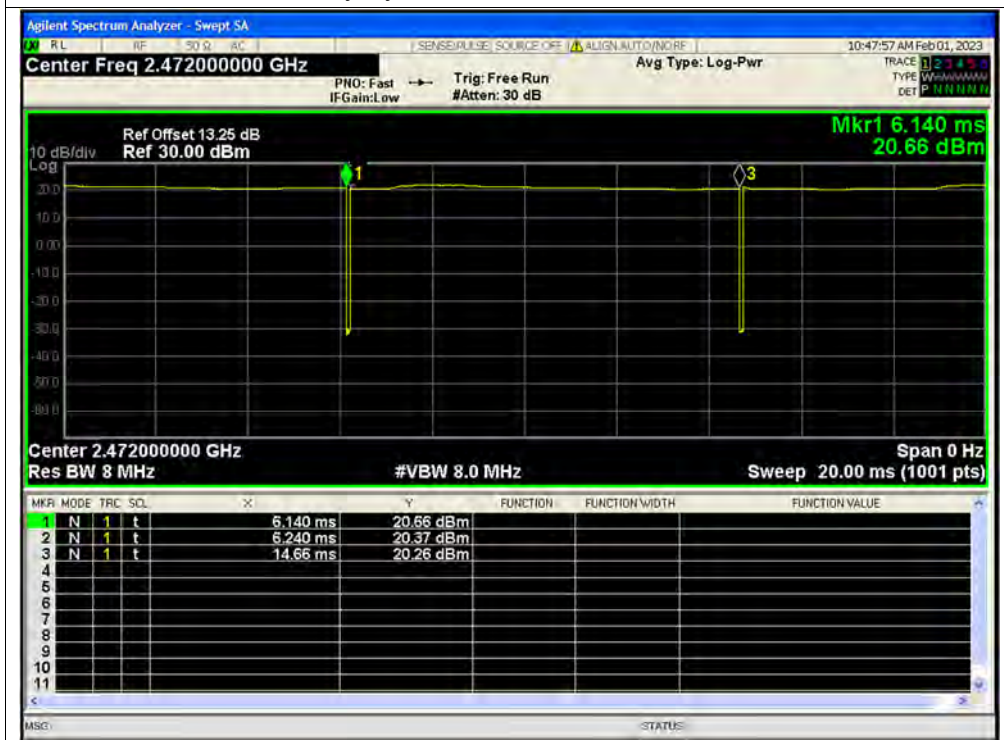 Agilent Spectrum Analyzer - Swept SA
RL RF 50 Ω AC SENSE:PULSE SOURCE OFF ALIGN AUTO/NO RF 10:47:57 AM Feb 01, 2023
Center Freq 2.472000000 GHz Avg Type: Log-Pwr TRACE 1 2 3 4 5 6
PNO: Fast Trig: Free Run TYPE
IFGain:Low #Atten: 30 dB DET P N N N N N
Mkr1 6.140 ms
Ref Offset 13.25 dB
10 dB/div Ref 30.00 dBm 20.66 dBm
Log
1
3
20.0
10.0
0.00
-10.0
-20.0
-30.0
-40.0
-50.0
-60.0
Center 2.472000000 GHz Span 0 Hz
Res BW 8 MHz #VBW 8.0 MHz Sweep 20.00 ms (1001 pts)
MKR MODE TRC SCL X Y FUNCTION FUNCTION WIDTH FUNCTION VALUE
1 N 1 t 6.140 ms 20.66 dBm
2 N 1 t 6.240 ms 20.37 dBm
3 N 1 t 14.66 ms 20.26 dBm
4
5
6
7
8
9
10
11
MSG STATUS